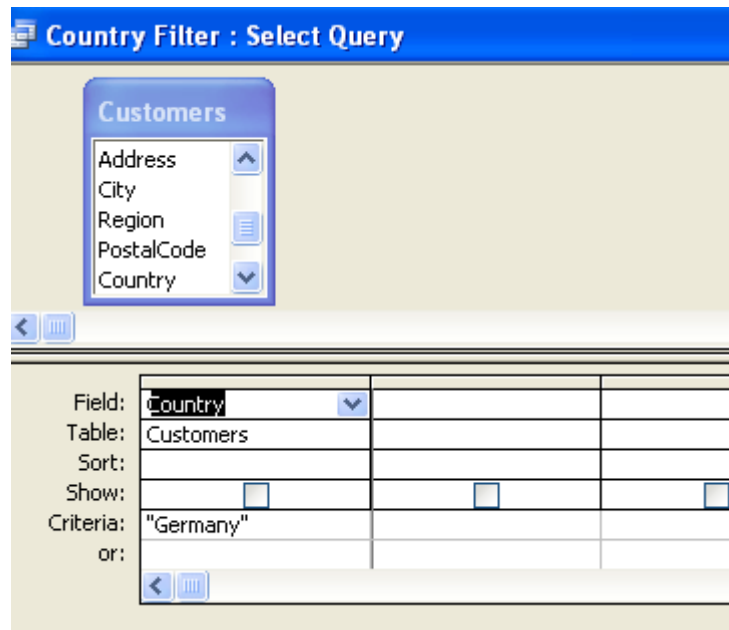 Country Filter : Select Query
Customers
Address
City
Region
PostalCode
Country
Field: Country
Table: Customers
Sort:
Show:
Criteria: "Germany"
or: